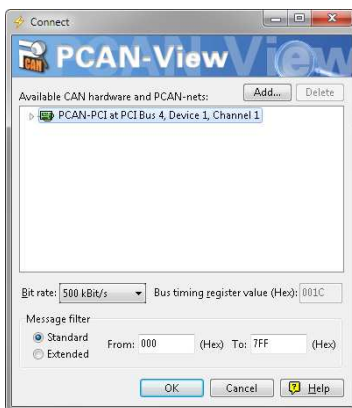 Connect
PCAN-View
Available CAN hardware and PCAN-nets:
Add...
Delete
PCAN-PCI at PCI Bus 4, Device 1, Channel 1
Bit rate: 500 kBit/s
Bus timing register value (Hex): 001C
Message filter
Standard
Extended
From: 000 (Hex) To: 7FF (Hex)
OK
Cancel
Help